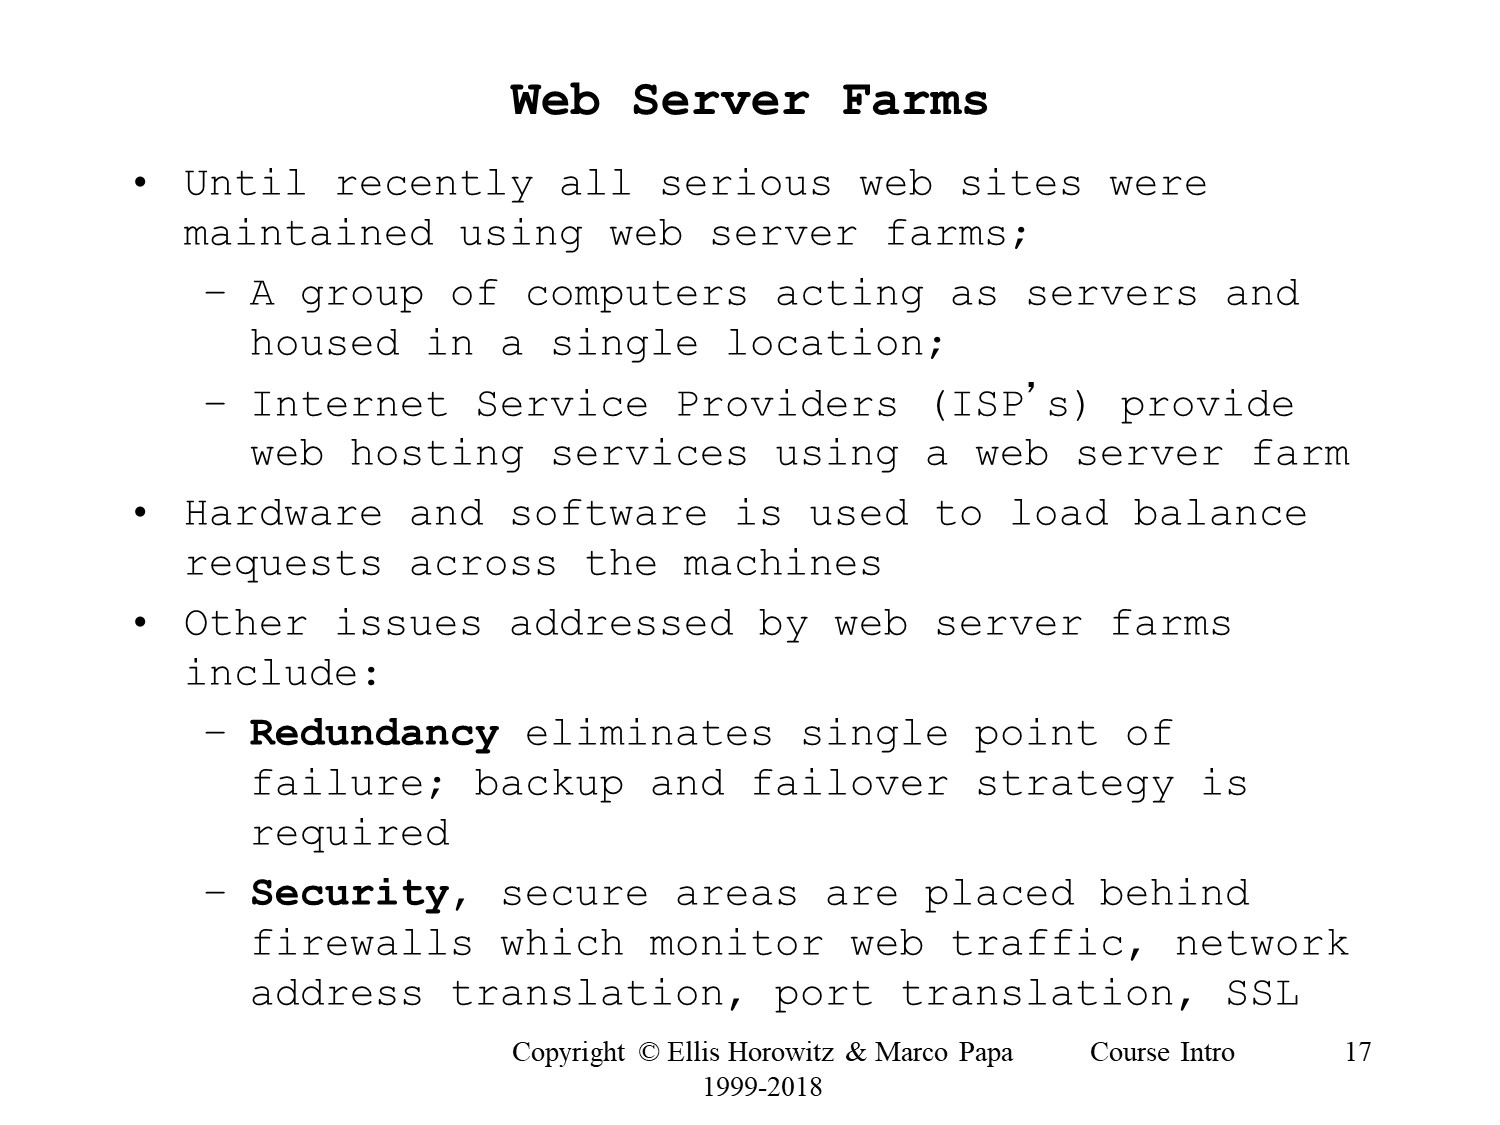 Web Server Farms
• Until recently all serious web sites were
maintained using web server farms;
– A group of computers acting as servers and
housed in a single location;
– Internet Service Providers (ISP’s) provide
web hosting services using a web server farm
• Hardware and software is used to load balance
requests across the machines
• Other issues addressed by web server farms
include:
– Redundancy eliminates single point of
failure; backup and failover strategy is
required
– Security, secure areas are placed behind
firewalls which monitor web traffic, network
address translation, port translation, SSL
Copyright © Ellis Horowitz & Marco Papa
1999-2018
Course Intro
17